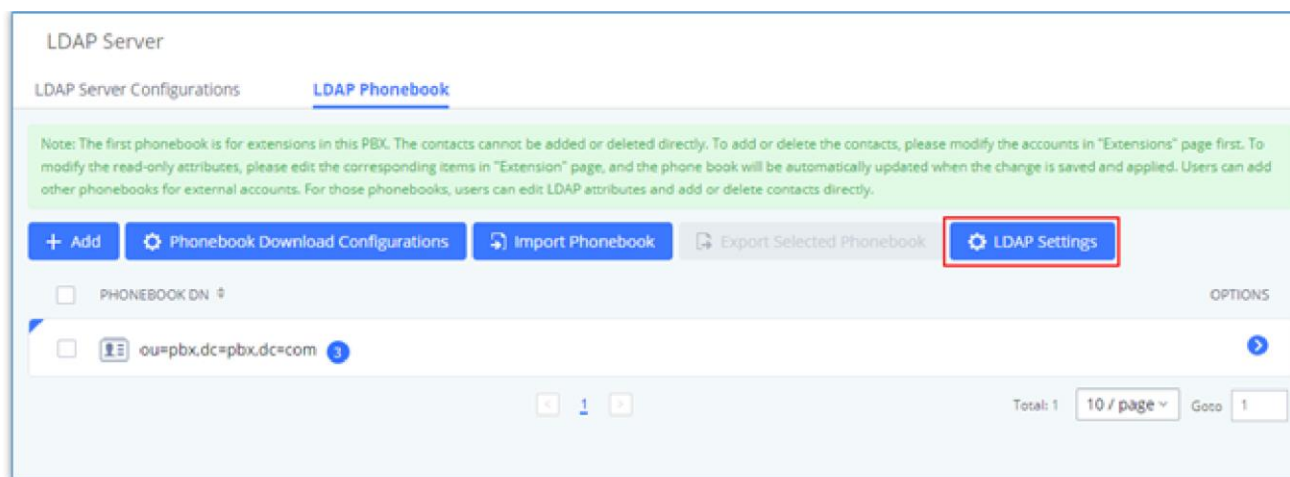 LDAP Server
LDAP Server Configurations LDAP Phonebook
Note: The first phonebook is for extensions in this PBX. The contacts cannot be added or deleted directly. To add or delete the contacts, please modify the accounts in "Extensions" page first. To
modify the read-only attributes, please edit the corresponding items in "Extension" page, and the phone book will be automatically updated when the change is saved and applied. Users can add
other phonebooks for external accounts. For those phonebooks, users can edit LDAP attributes and add or delete contacts directly.
+ Add Phonebook Download Configurations Import Phonebook Export Selected Phonebook LDAP Settings
PHONEBOOK DN OPTIONS
ou=pbx,dc=pbx,dc=com 3
< 1 > Total: 1 10 / page Goto 1